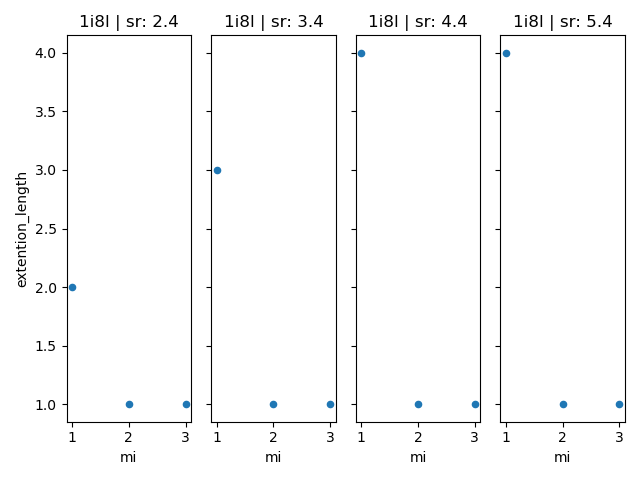 1i8l | sr: 2.4
1i8l | sr: 3.4
1i8l | sr: 4.4
1i8l | sr: 5.4
extention_length
4.0
3.5
3.0
2.5
2.0
1.5
1.0
1 2 3
1 2 3
1 2 3
1 2 3
mi
mi
mi
mi